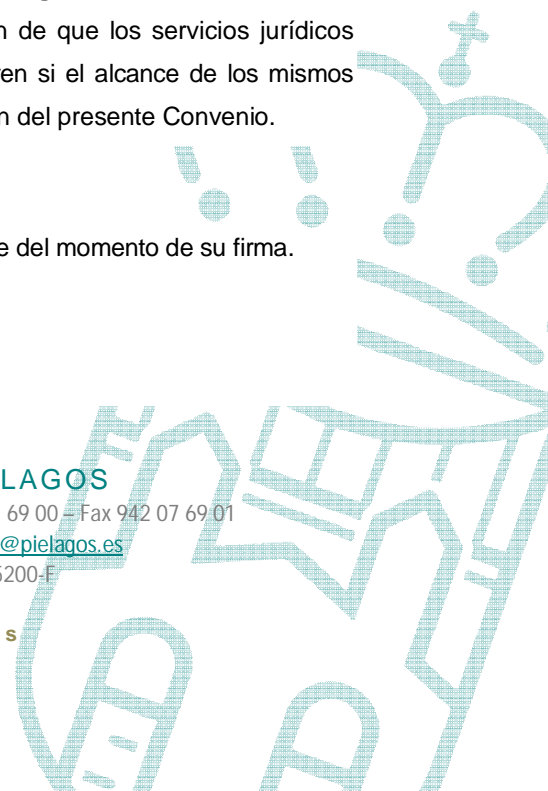 n de que los servicios jurídicos
ren si el alcance de los mismos
n del presente Convenio.
e del momento de su firma.
LAGOS
69 00 – Fax 942 07 69 01
@pielagos.es
5200-F
s